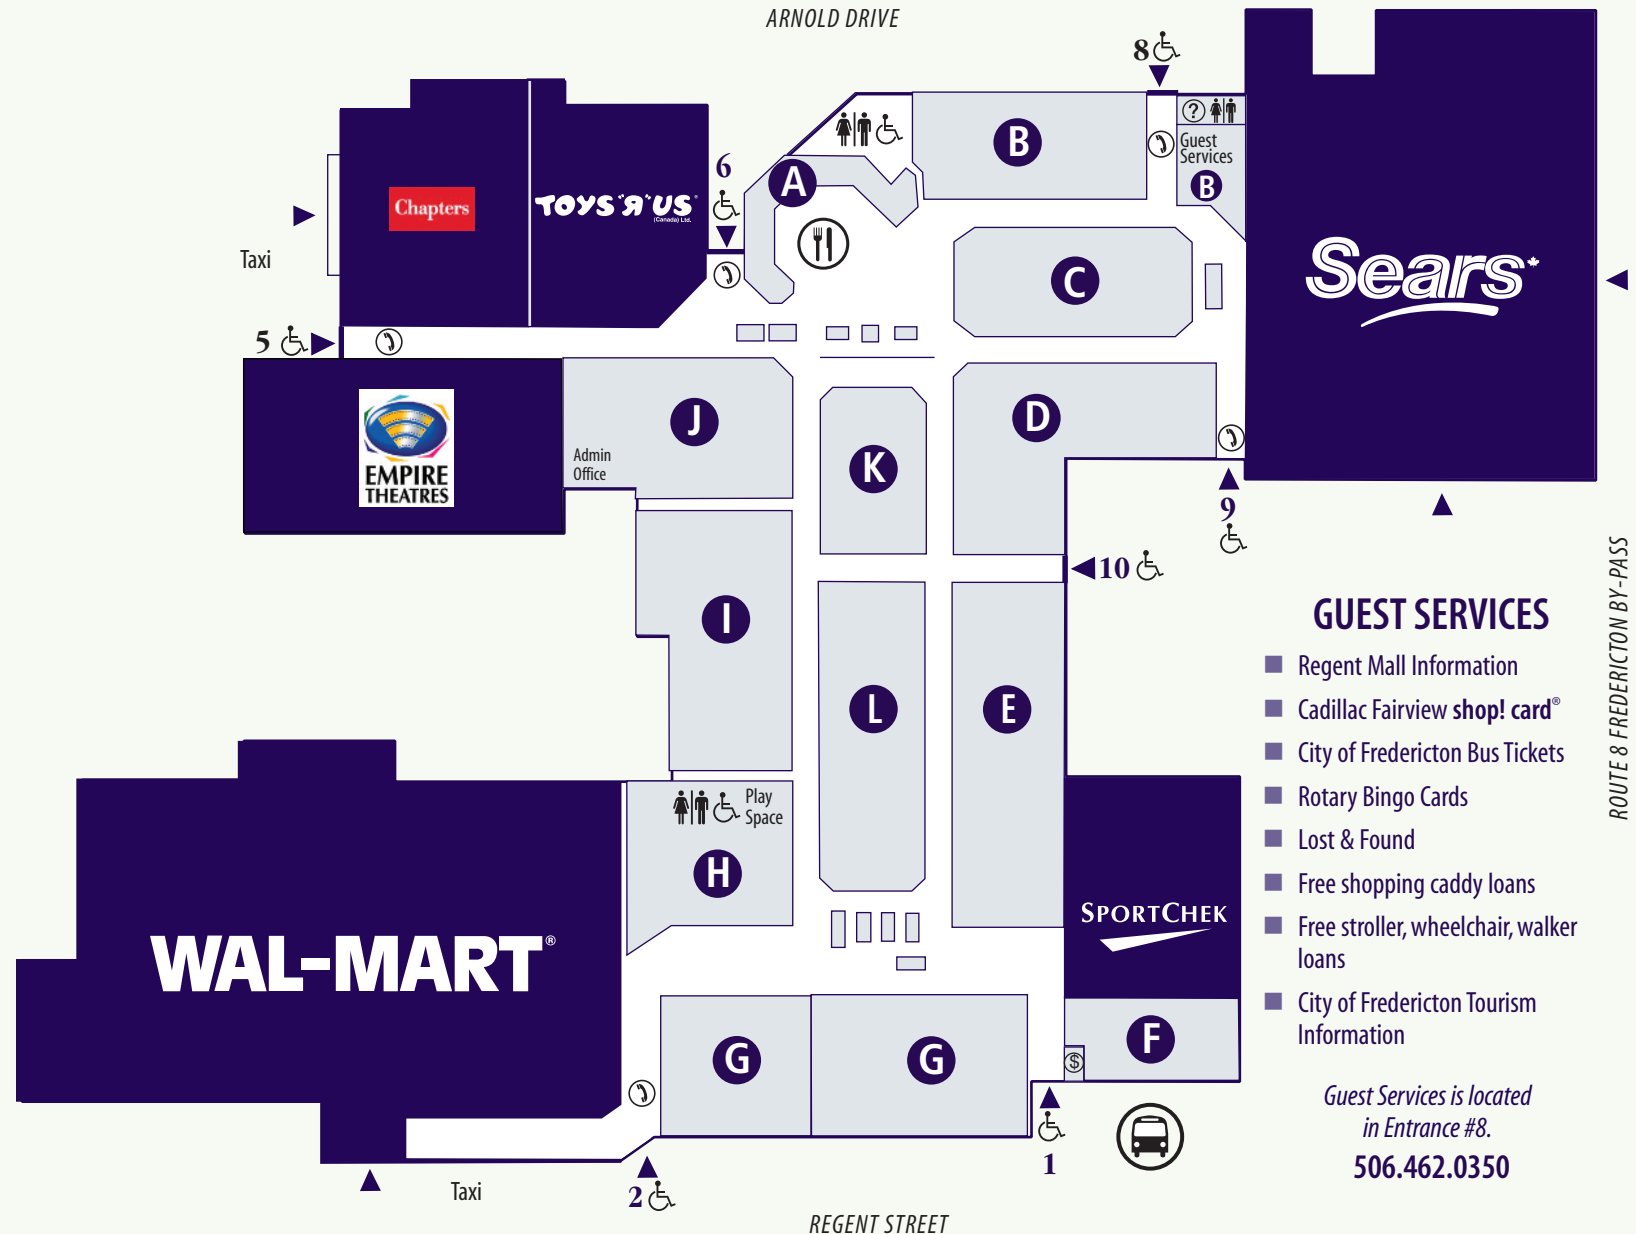 ARNOLD DRIVE
8
6
?
Guest
Services
B
B
A
Chapters
TOYS "R" US®
(Canada) Ltd.
Taxi
Sears
C
5
J
Admin
Office
EMPIRE
THEATRES
K
D
9
10
I
L
E
ROUTE 8 FREDERICTON BY-PASS
GUEST SERVICES
Regent Mall Information
Cadillac Fairview shop! card®
City of Fredericton Bus Tickets
Rotary Bingo Cards
Lost & Found
Free shopping caddy loans
Free stroller, wheelchair, walker
loans
City of Fredericton Tourism
Information
Guest Services is located
in Entrance #8.
506.462.0350
Play
Space
H
WAL-MART®
SPORTCHEK
G
G
F
$
1
2
Taxi
REGENT STREET